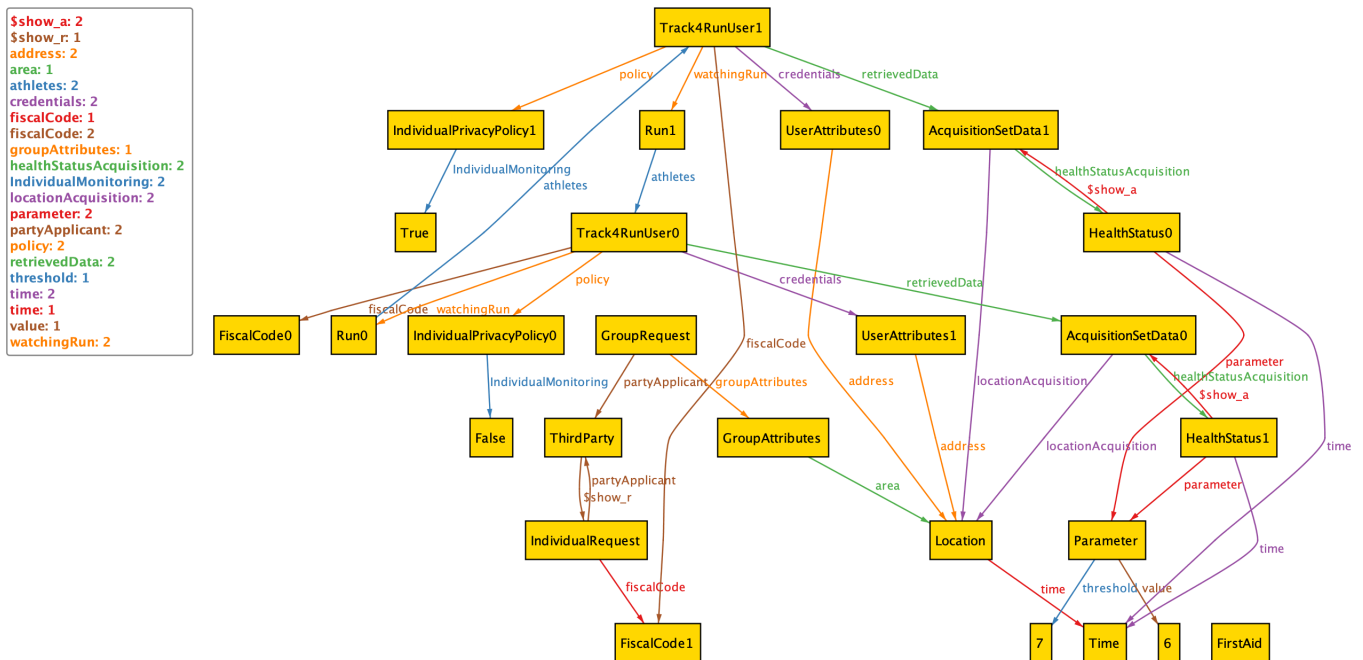 $show_a: 2
$show_r: 1
address: 2
area: 1
athletes: 2
credentials: 2
fiscalCode: 1
fiscalCode: 2
groupAttributes: 1
healthStatusAcquisition: 2
IndividualMonitoring: 2
locationAcquisition: 2
parameter: 2
partyApplicant: 2
policy: 2
retrievedData: 2
threshold: 1
time: 2
time: 1
value: 1
watchingRun: 2
Track4RunUser1
policy
watchingRun
credentials
retrievedData
IndividualPrivacyPolicy1
Run1
UserAttributes0
AcquisitionSetData1
IndividualMonitoring
athletes
athletes
healthStatusAcquisition
$show_a
True
Track4RunUser0
HealthStatus0
policy
credentials
retrievedData
fiscalCode
watchingRun
FiscalCode0
Run0
IndividualPrivacyPolicy0
GroupRequest
fiscalCode
UserAttributes1
AcquisitionSetData0
parameter
IndividualMonitoring
partyApplicant
groupAttributes
address
locationAcquisition
healthStatusAcquisition
$show_a
False
ThirdParty
GroupAttributes
address
locationAcquisition
HealthStatus1
time
partyApplicant
$show_r
area
parameter
IndividualRequest
Location
Parameter
time
fiscalCode
time
threshold
value
FiscalCode1
7
Time
6
FirstAid